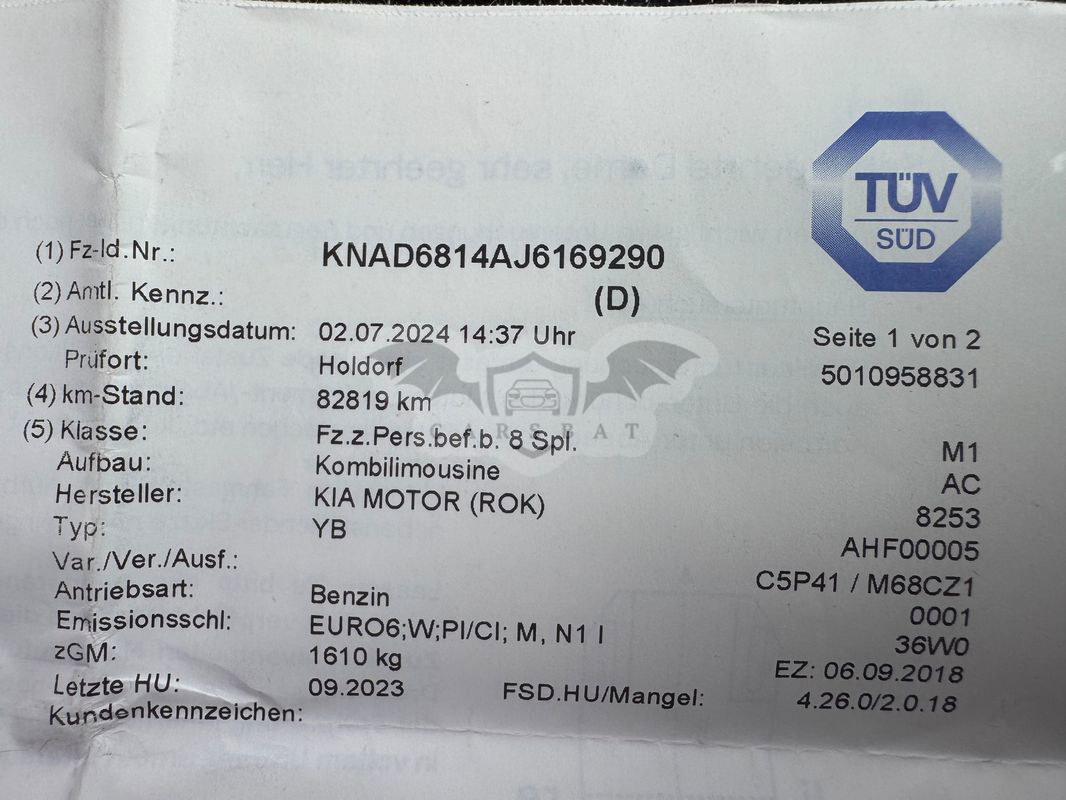 TÜV
SÜD
(1) Fz-Id.Nr.: KNAD6814AJ6169290
(2) Amtl. Kennz.: (D)
(3) Ausstellungsdatum: 02.07.2024 14:37 Uhr Seite 1 von 2
Prüfort: Holdorf 5010958831
(4) km-Stand: 82819 km
(5) Klasse: Fz.z.Pers.bef.b. 8 Spl. M1
CARSBAT
Aufbau: Kombilimousine AC
Hersteller: KIA MOTOR (ROK) 8253
Typ: YB AHF00005
Var./Ver./Ausf.: C5P41 / M68CZ1
Antriebsart: Benzin 0001
Emissionsschl: EURO6;W;PI/CI; M, N1 I 36W0
zGM: 1610 kg EZ: 06.09.2018
Letzte HU: 09.2023 FSD.HU/Mangel: 4.26.0/2.0.18
Kundenkennzeichen: